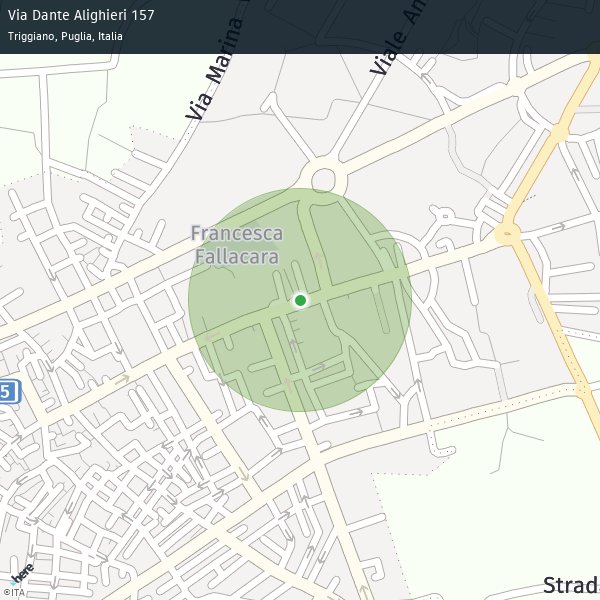 Via Dante Alighieri 157
Triggiano, Puglia, Italia
Via Marina
Viale An
Francesca
Fallacara
5
Strad
here
©ITA